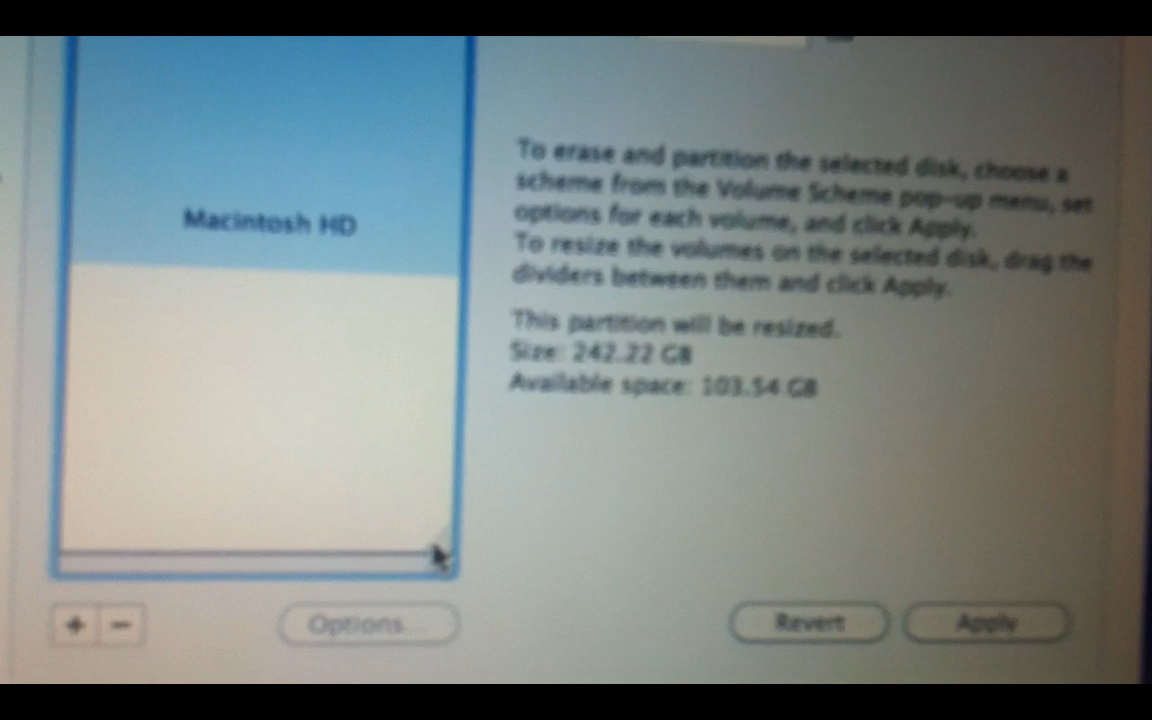 Macintosh HD
To erase and partition the selected disk, choose a
scheme from the Volume Scheme pop-up menu, set
options for each volume, and click Apply.
To resize the volumes on the selected disk, drag the
dividers between them and click Apply.
This partition will be resized.
Size: 242.22 GB
Available space: 103.54 GB
+ −
Options...
Revert
Apply